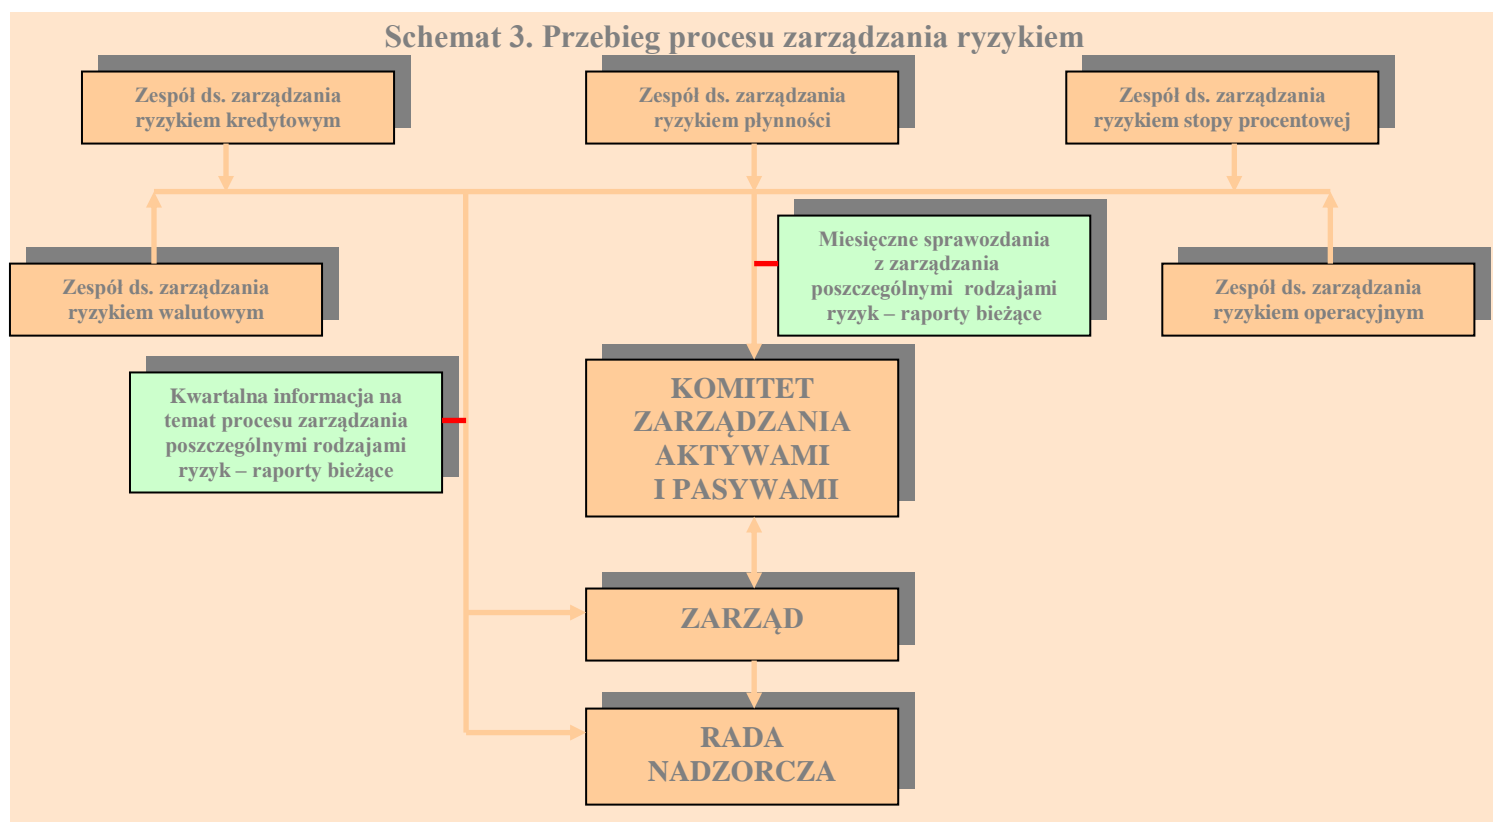 Schemat 3. Przebieg procesu zarządzania ryzykiem
Zespół ds. zarządzania
ryzykiem kredytowym
Zespół ds. zarządzania
ryzykiem płynności
Zespół ds. zarządzania
ryzykiem stopy procentowej
Miesięczne sprawozdania
z zarządzania
poszczególnymi rodzajami
ryzyk – raporty bieżące
Zespół ds. zarządzania
ryzykiem walutowym
Zespół ds. zarządzania
ryzykiem operacyjnym
Kwartalna informacja na
temat procesu zarządzania
poszczególnymi rodzajami
ryzyk – raporty bieżące
KOMITET
ZARZĄDZANIA
AKTYWAMI
I PASYWAMI
ZARZĄD
RADA
NADZORCZA